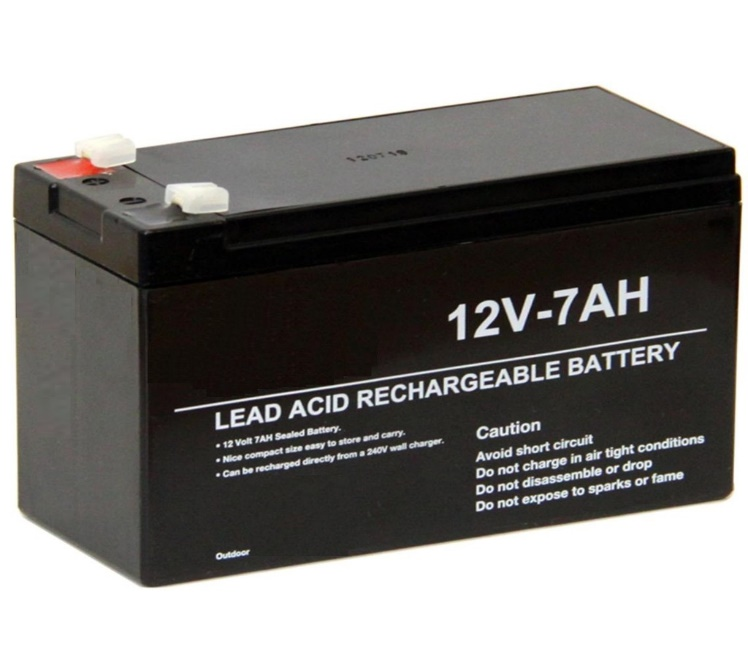 120719
12V-7AH
LEAD ACID RECHARGEABLE BATTERY
• 12 Volt 7AH Sealed Battery.
• Nice compact size easy to store and carry.
• Can be recharged directly from a 240V wall charger.
Caution
Avoid short circuit
Do not charge in air tight conditions
Do not disassemble or drop
Do not expose to sparks or fame
Outdoor